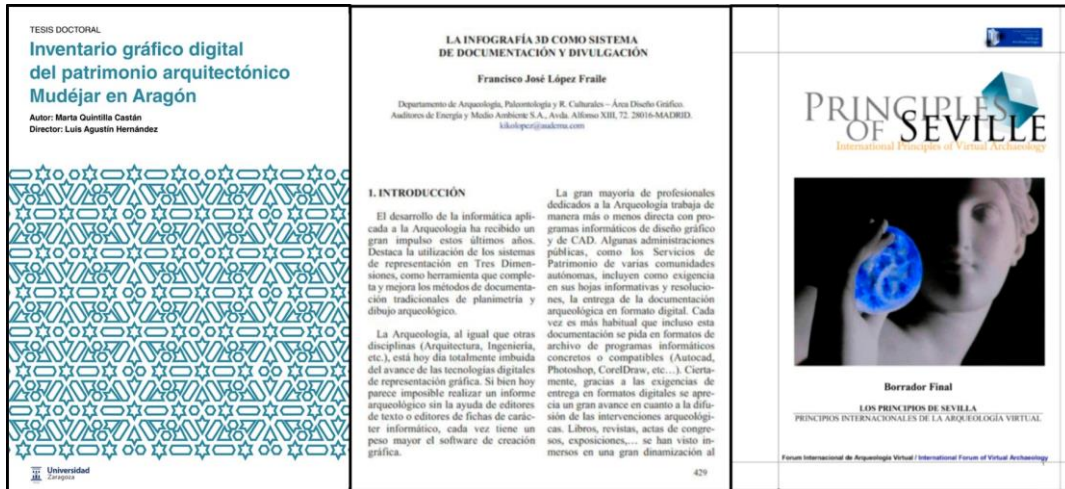 TESIS DOCTORAL
Inventario gráfico digital
del patrimonio arquitectónico
Mudéjar en Aragón
Autor: Marta Quintilla Castán
Director: Luis Agustín Hernández
Universidad
Zaragoza
LA INFOGRAFÍA 3D COMO SISTEMA
DE DOCUMENTACIÓN Y DIVULGACIÓN
Francisco José López Fraile
Departamento de Arqueología, Paleontología y R. Culturales – Área Diseño Gráfico.
Auditores de Energía y Medio Ambiente S.A., Avda. Alfonso XIII, 72. 28016-MADRID.
kikolopez@audema.com
1. INTRODUCCIÓN
El desarrollo de la informática apli-
cada a la Arqueología ha recibido un
gran impulso estos últimos años.
Destaca la utilización de los sistemas
de representación en Tres Dimen-
siones, como herramienta que comple-
ta y mejora los métodos de documenta-
ción tradicionales de planimetría y
dibujo arqueológico.
La Arqueología, al igual que otras
disciplinas (Arquitectura, Ingeniería,
etc.), está hoy día totalmente imbuida
del avance de las tecnologías digitales
de representación gráfica. Si bien hoy
parece imposible realizar un informe
arqueológico sin la ayuda de editores
de texto o editores de fichas de carác-
ter informático, cada vez tiene un
peso mayor el software de creación
gráfica.
La gran mayoría de profesionales
dedicados a la Arqueología trabaja de
manera más o menos directa con pro-
gramas informáticos de diseño gráfico
y de CAD. Algunas administraciones
públicas, como los Servicios de
Patrimonio de varias comunidades
autónomas, incluyen como exigencia
en sus hojas informativas y resolucio-
nes, la entrega de la documentación
arqueológica en formato digital. Cada
vez es más habitual que incluso esta
documentación se pida en formatos de
archivo de programas informáticos
concretos o compatibles (Autocad,
Photoshop, CorelDraw, etc…). Cierta-
mente, gracias a las exigencias de
entrega en formatos digitales se apre-
cia un gran avance en cuanto a la difu-
sión de las intervenciones arqueológi-
cas. Libros, revistas, actas de congre-
sos, exposiciones,… se han visto in-
mersos en una gran dinamización al
429
PRINCIPLES
OF SEVILLE
International Principles of Virtual Archaeology
Borrador Final
LOS PRINCIPIOS DE SEVILLA
PRINCIPIOS INTERNACIONALES DE LA ARQUEOLOGÍA VIRTUAL
Forum Internacional de Arqueología Virtual / International Forum of Virtual Archaeology